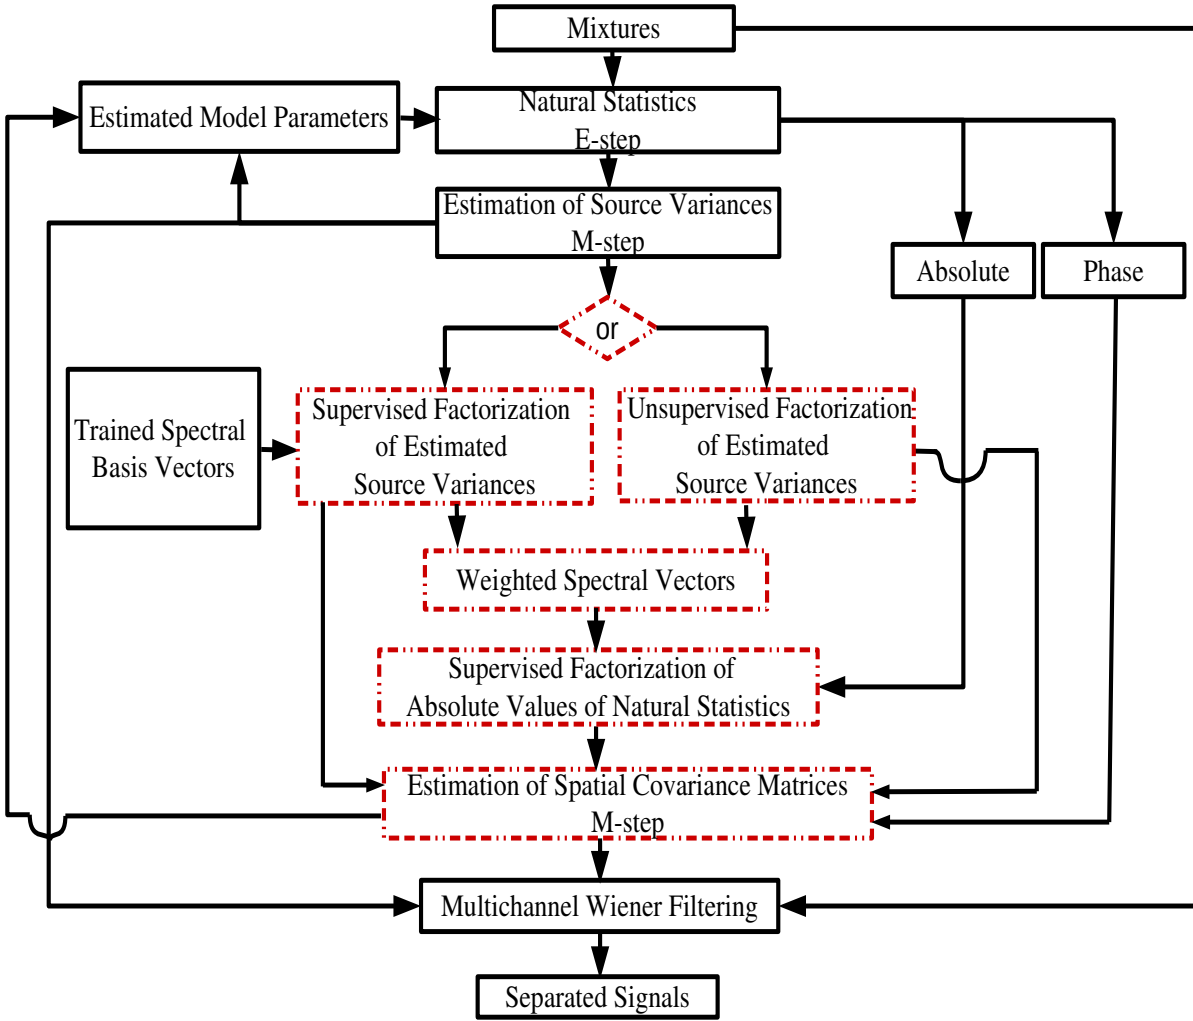 Mixtures
Natural Statistics
E-step
Estimated Model Parameters
Estimation of Source Variances
M-step
Absolute
Phase
or
Trained Spectral
Basis Vectors
Supervised Factorization
of Estimated
Source Variances
Unsupervised Factorization
of Estimated
Source Variances
Weighted Spectral Vectors
Supervised Factorization of
Absolute Values of Natural Statistics
Estimation of Spatial Covariance Matrices
M-step
Multichannel Wiener Filtering
Separated Signals